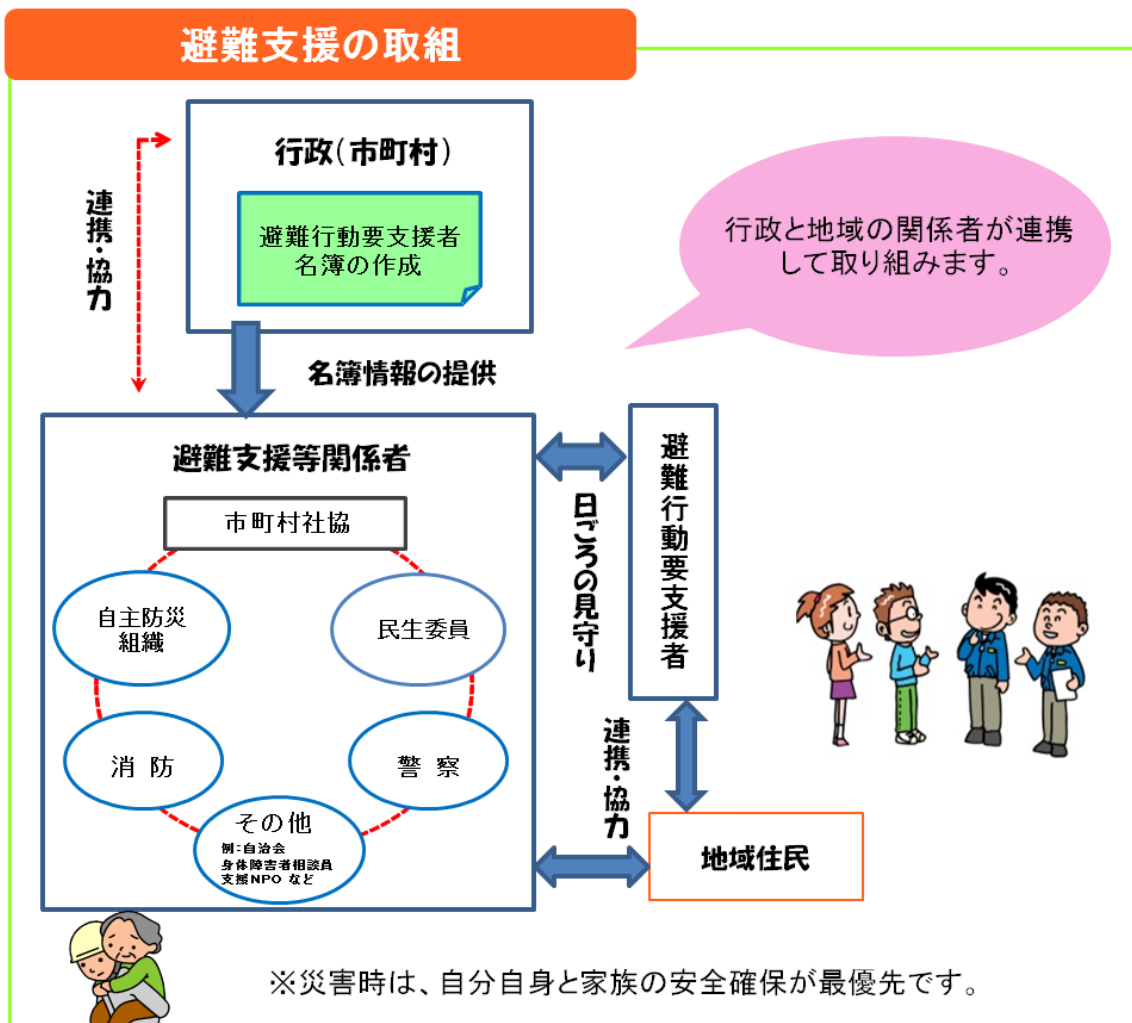 避難支援の取組
行政(市町村)
避難行動要支援者
名簿の作成
連携・協力
行政と地域の関係者が連携
して取り組みます。
名簿情報の提供
避難支援等関係者
市町村社協
自主防災
組織
民生委員
消 防
警 察
その他
例:自治会
身体障害者相談員
支援NPO など
日ごろの見守り
避難行動要支援者
連携・協力
地域住民
※災害時は、自分自身と家族の安全確保が最優先です。